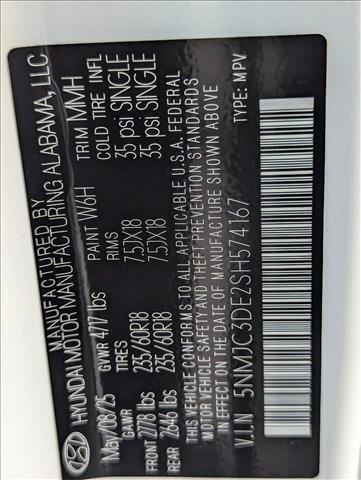 MANUFACTURED BY
HYUNDAI MOTOR MANUFACTURING ALABAMA, LLC
May/08/25 GVWR 4717 lbs PAINT W6H TRIM MMH
GAWR TIRES RIMS COLD TIRE INFL
FRONT 2778 lbs 235/60R18 7.5JX18 35 psi SINGLE
REAR 2646 lbs 235/60R18 7.5JX18 35 psi SINGLE
THIS VEHICLE CONFORMS TO ALL APPLICABLE U.S.A. FEDERAL
MOTOR VEHICLE SAFETY AND THEFT PREVENTION STANDARDS
IN EFFECT ON THE DATE OF MANUFACTURE SHOWN ABOVE
V.I.N 5NMJC3DE2SH574167 TYPE: MPV